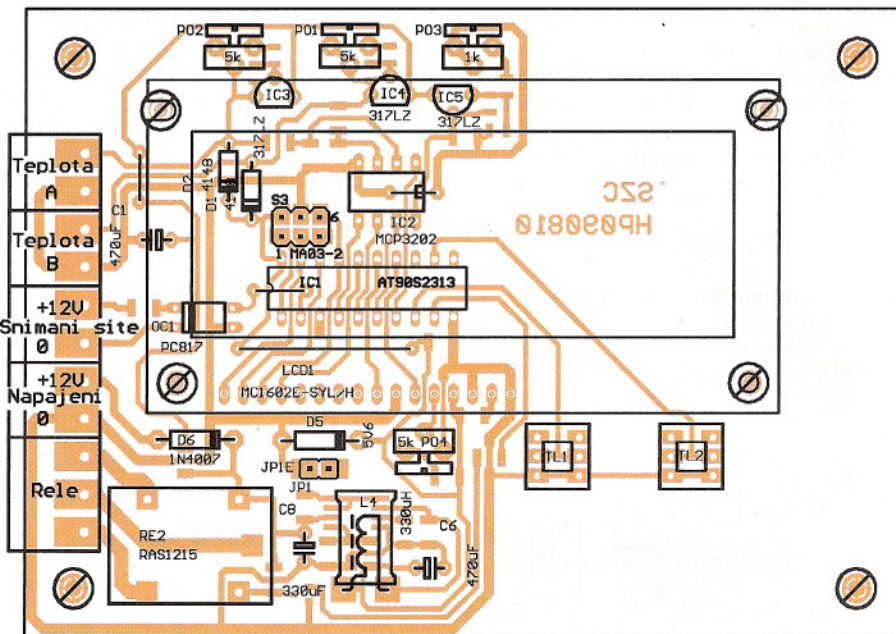 PO2
PO1
PO3
5k
5k
1k
IC3
IC4
IC5
317LZ
317LZ
317LZ
Teplota
A
Teplota
B
C1
470uF
D2
4148
D1
S3
6
1 MA03-2
IC2
MCP3202
SZC
HP090810
IC1
AT90S2313
+12V
Snimani site
0
OC1
PC817
LCD1
MC1602E-SYL/H
+12V
Napajeni
0
D6
1N4007
D5
5V6
5k PO4
TL1
TL2
JP1E
JP1
Rele
RE2
RAS1215
C8
330uF
L4
330uH
C6
470uF